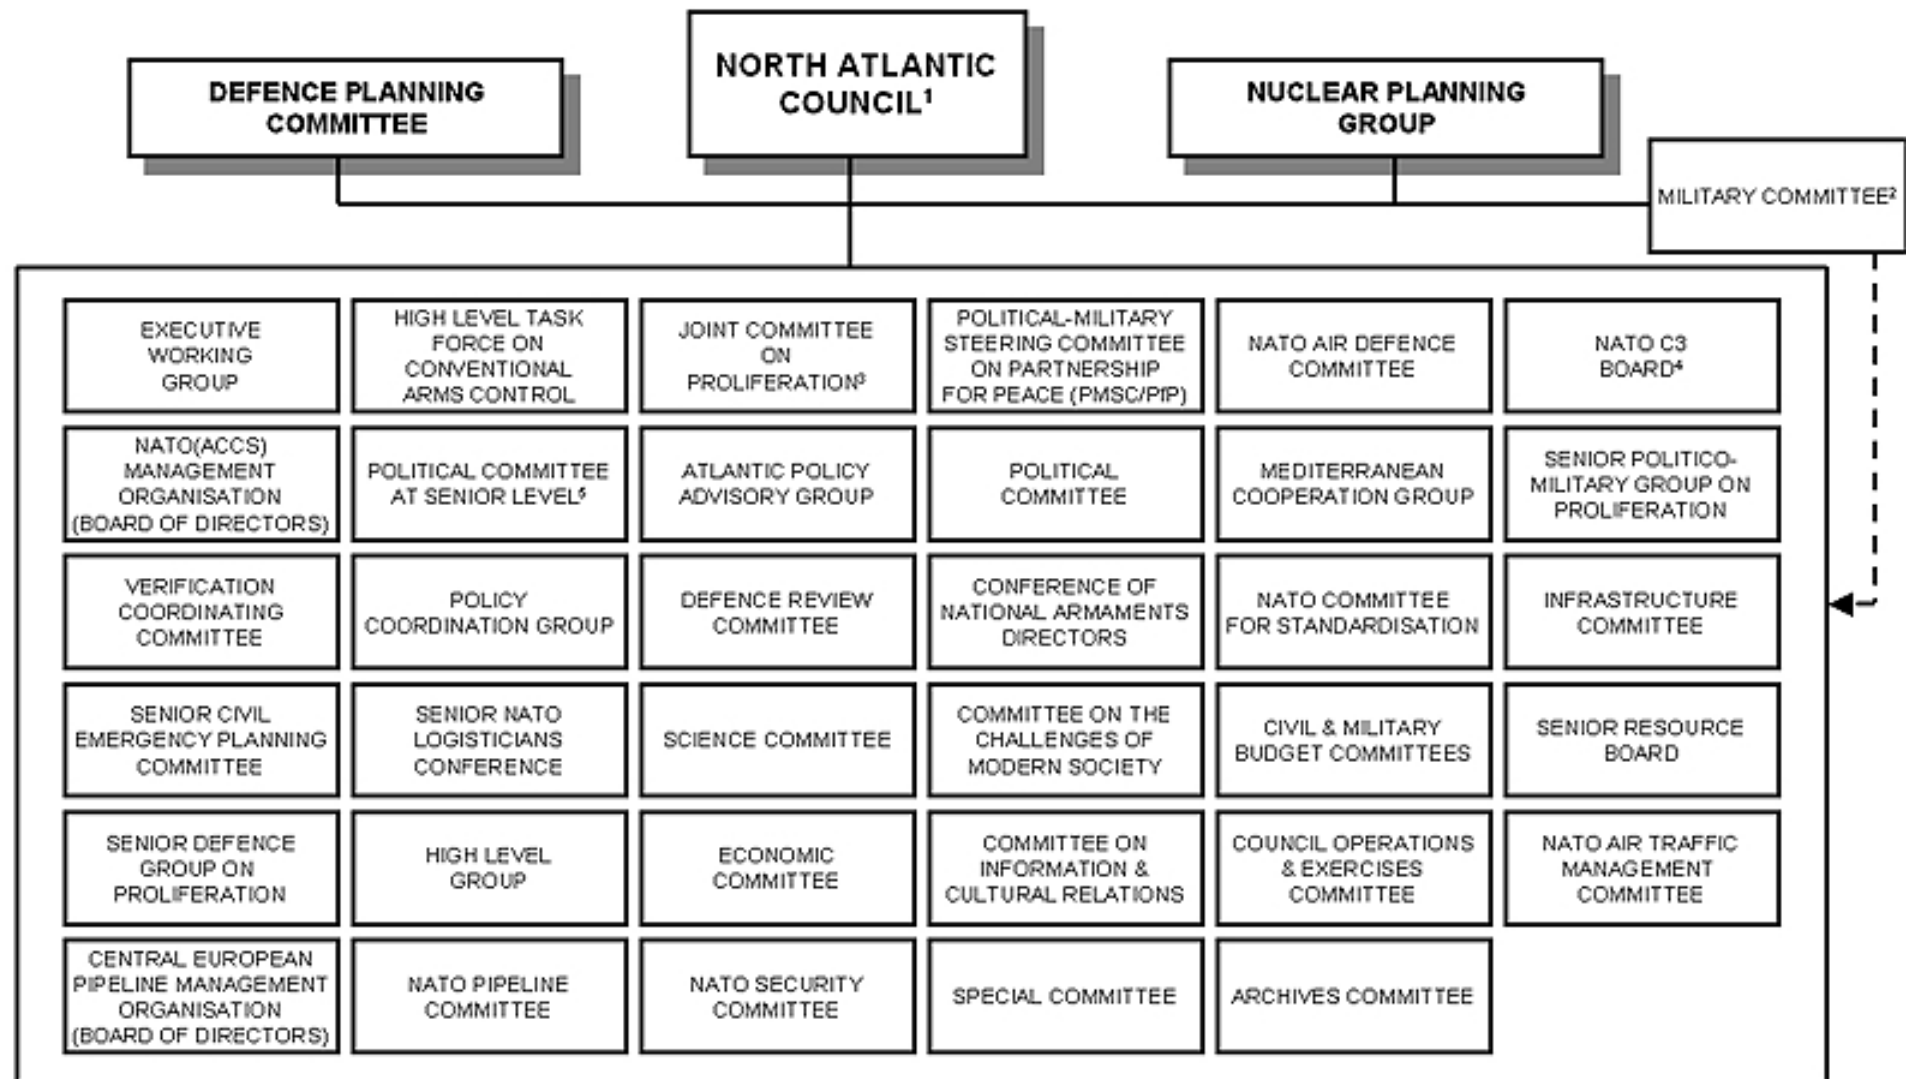 DEFENCE PLANNING
COMMITTEE
NORTH ATLANTIC
COUNCIL¹
NUCLEAR PLANNING
GROUP
MILITARY COMMITTEE²
EXECUTIVE
WORKING
GROUP
HIGH LEVEL TASK
FORCE ON
CONVENTIONAL
ARMS CONTROL
JOINT COMMITTEE
ON
PROLIFERATION³
POLITICAL-MILITARY
STEERING COMMITTEE
ON PARTNERSHIP
FOR PEACE (PMSC/PfP)
NATO AIR DEFENCE
COMMITTEE
NATO C3
BOARD⁴
NATO(ACCS)
MANAGEMENT
ORGANISATION
(BOARD OF DIRECTORS)
POLITICAL COMMITTEE
AT SENIOR LEVEL⁵
ATLANTIC POLICY
ADVISORY GROUP
POLITICAL
COMMITTEE
MEDITERRANEAN
COOPERATION GROUP
SENIOR POLITICO-
MILITARY GROUP ON
PROLIFERATION
VERIFICATION
COORDINATING
COMMITTEE
POLICY
COORDINATION GROUP
DEFENCE REVIEW
COMMITTEE
CONFERENCE OF
NATIONAL ARMAMENTS
DIRECTORS
NATO COMMITTEE
FOR STANDARDISATION
INFRASTRUCTURE
COMMITTEE
SENIOR CIVIL
EMERGENCY PLANNING
COMMITTEE
SENIOR NATO
LOGISTICIANS
CONFERENCE
SCIENCE COMMITTEE
COMMITTEE ON THE
CHALLENGES OF
MODERN SOCIETY
CIVIL & MILITARY
BUDGET COMMITTEES
SENIOR RESOURCE
BOARD
SENIOR DEFENCE
GROUP ON
PROLIFERATION
HIGH LEVEL
GROUP
ECONOMIC
COMMITTEE
COMMITTEE ON
INFORMATION &
CULTURAL RELATIONS
COUNCIL OPERATIONS
& EXERCISES
COMMITTEE
NATO AIR TRAFFIC
MANAGEMENT
COMMITTEE
CENTRAL EUROPEAN
PIPELINE MANAGEMENT
ORGANISATION
(BOARD OF DIRECTORS)
NATO PIPELINE
COMMITTEE
NATO SECURITY
COMMITTEE
SPECIAL COMMITTEE
ARCHIVES COMMITTEE